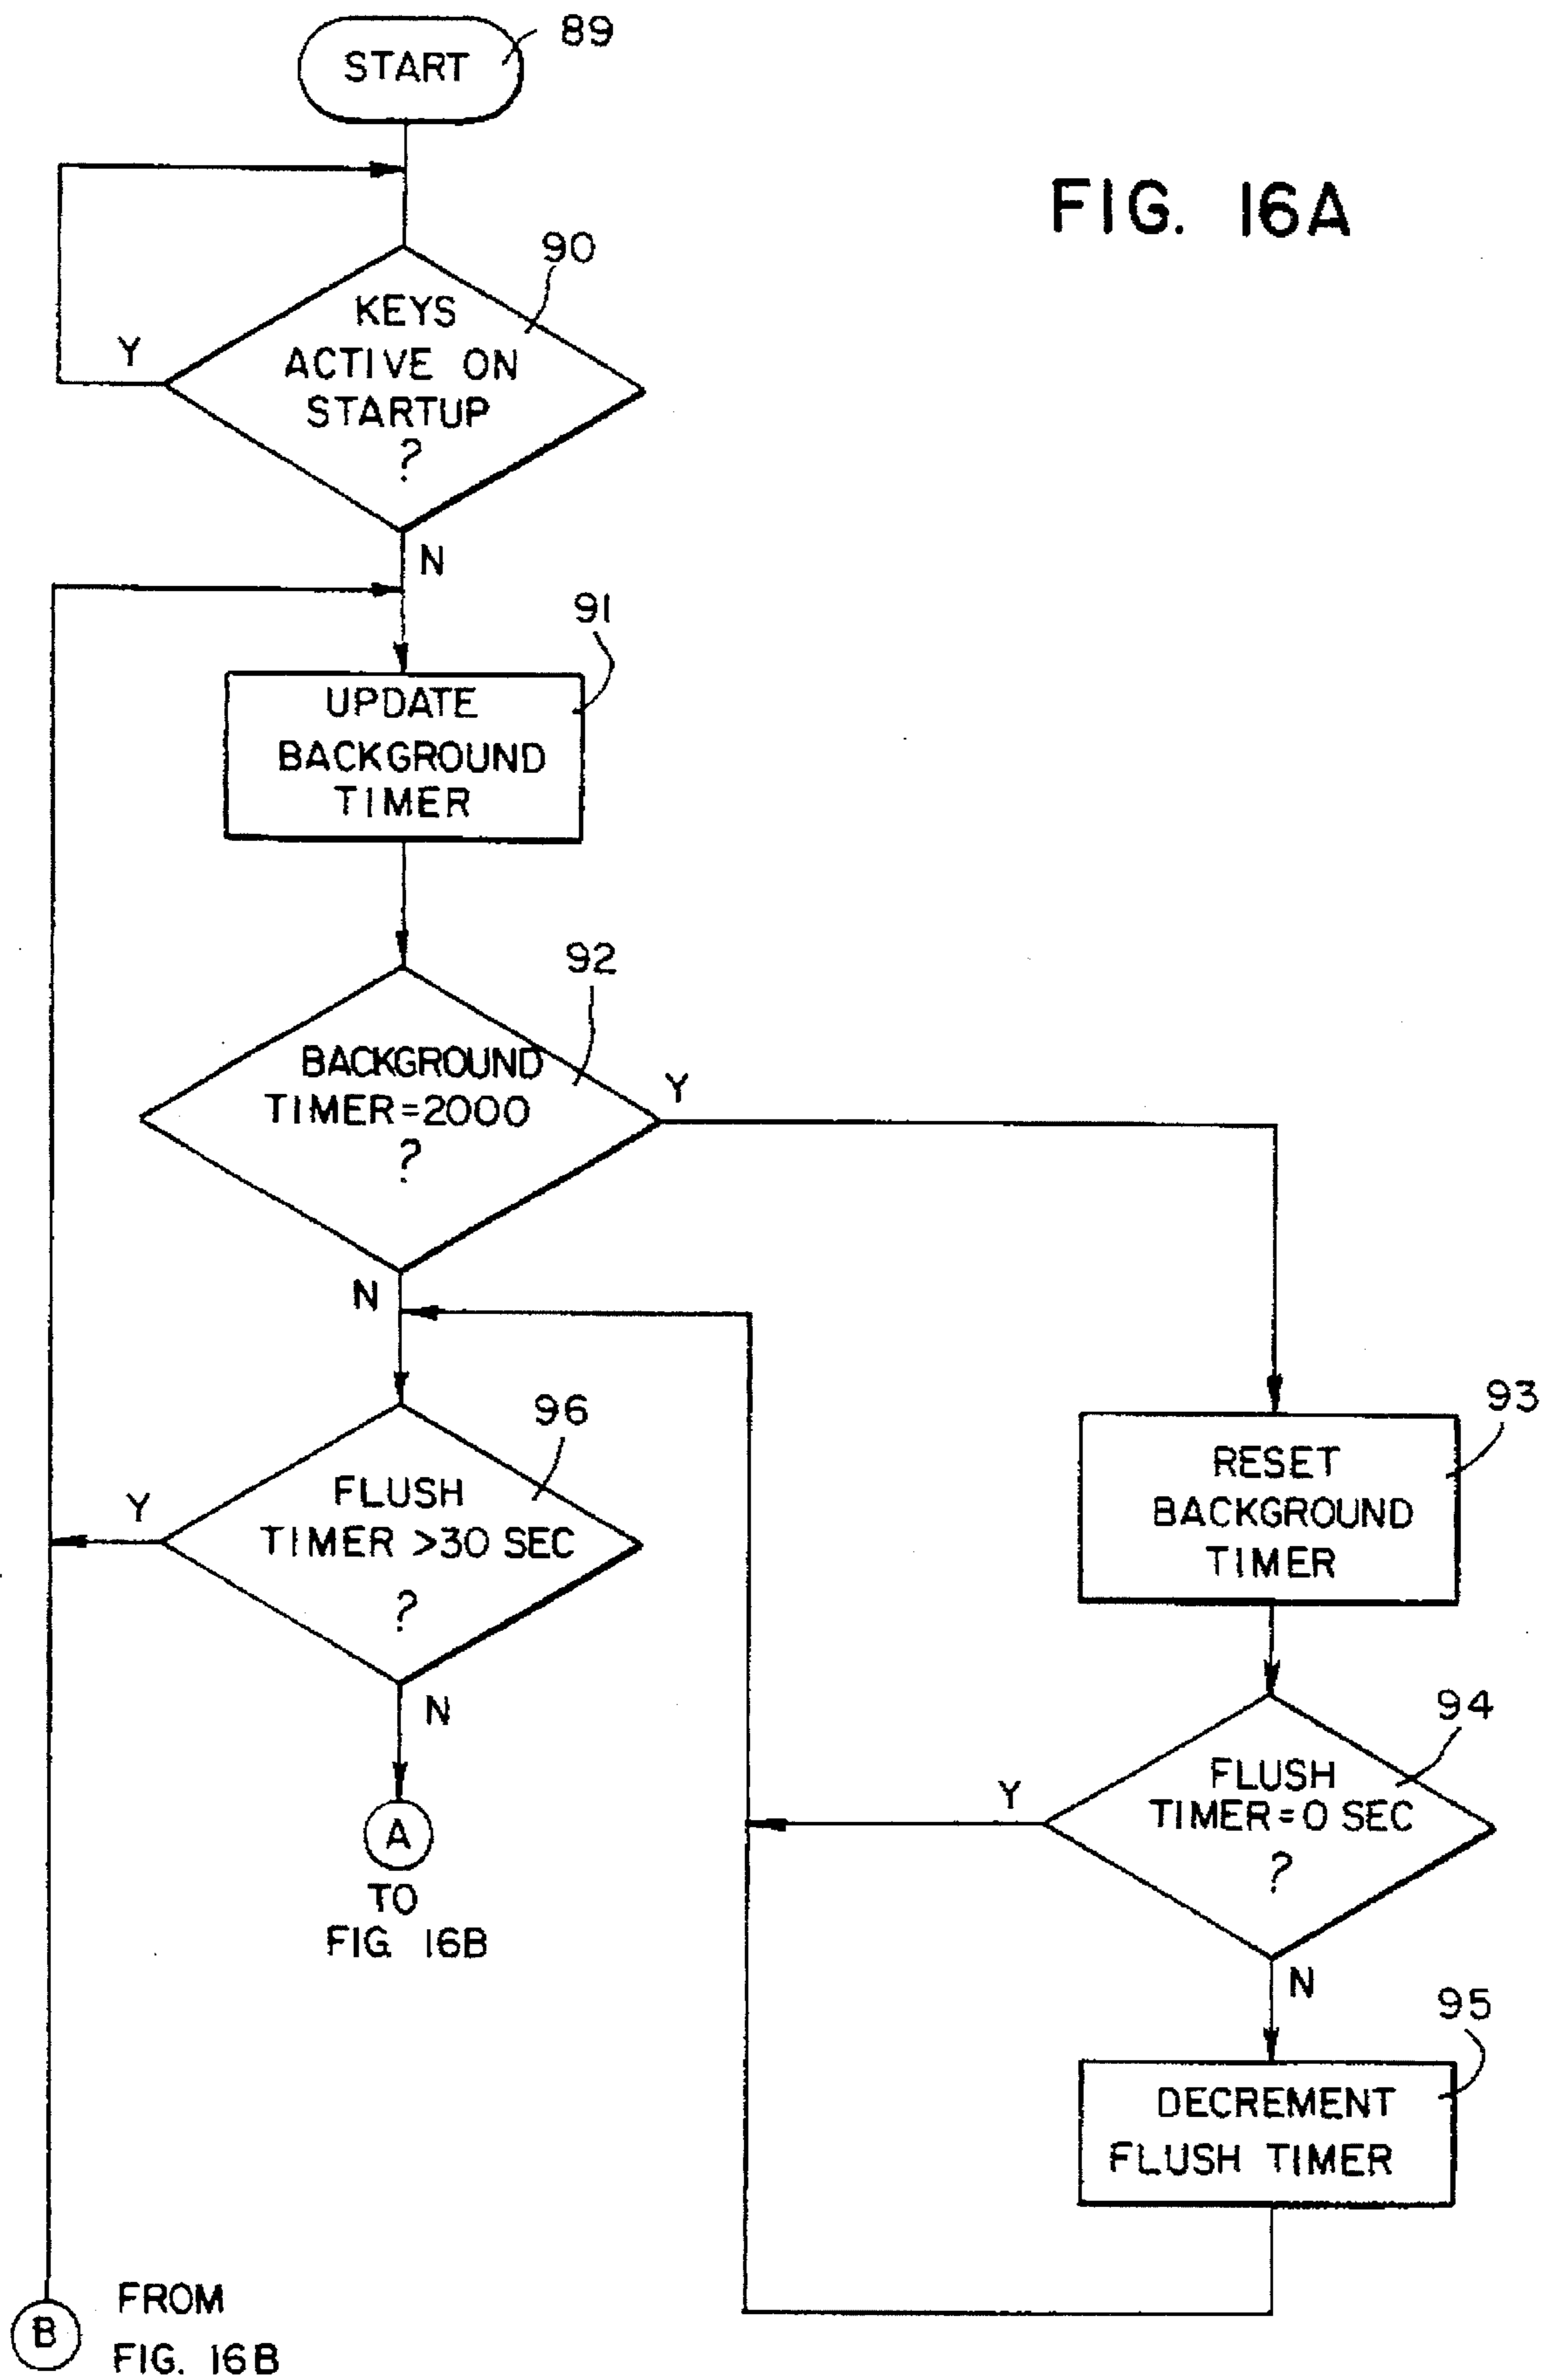 START
89
FIG. 16A
90
KEYS
ACTIVE ON
STARTUP
?
Y
N
91
UPDATE
BACKGROUND
TIMER
92
BACKGROUND
TIMER=2000
?
Y
N
96
FLUSH
TIMER >30 SEC
?
Y
N
A
TO
FIG 16B
93
RESET
BACKGROUND
TIMER
94
FLUSH
TIMER=0 SEC
?
Y
N
95
DECREMENT
FLUSH TIMER
B
FROM
FIG. 16B